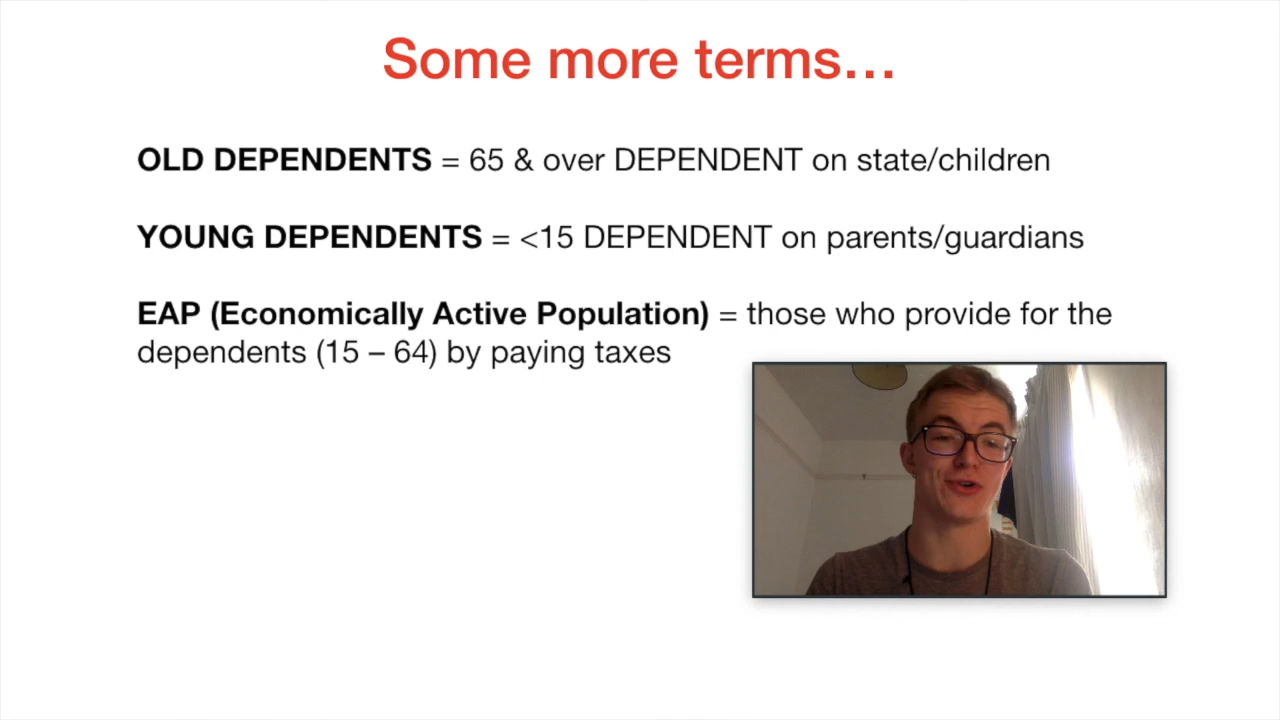 Some more terms…
OLD DEPENDENTS = 65 & over DEPENDENT on state/children
YOUNG DEPENDENTS = <15 DEPENDENT on parents/guardians
EAP (Economically Active Population) = those who provide for the
dependents (15 – 64) by paying taxes